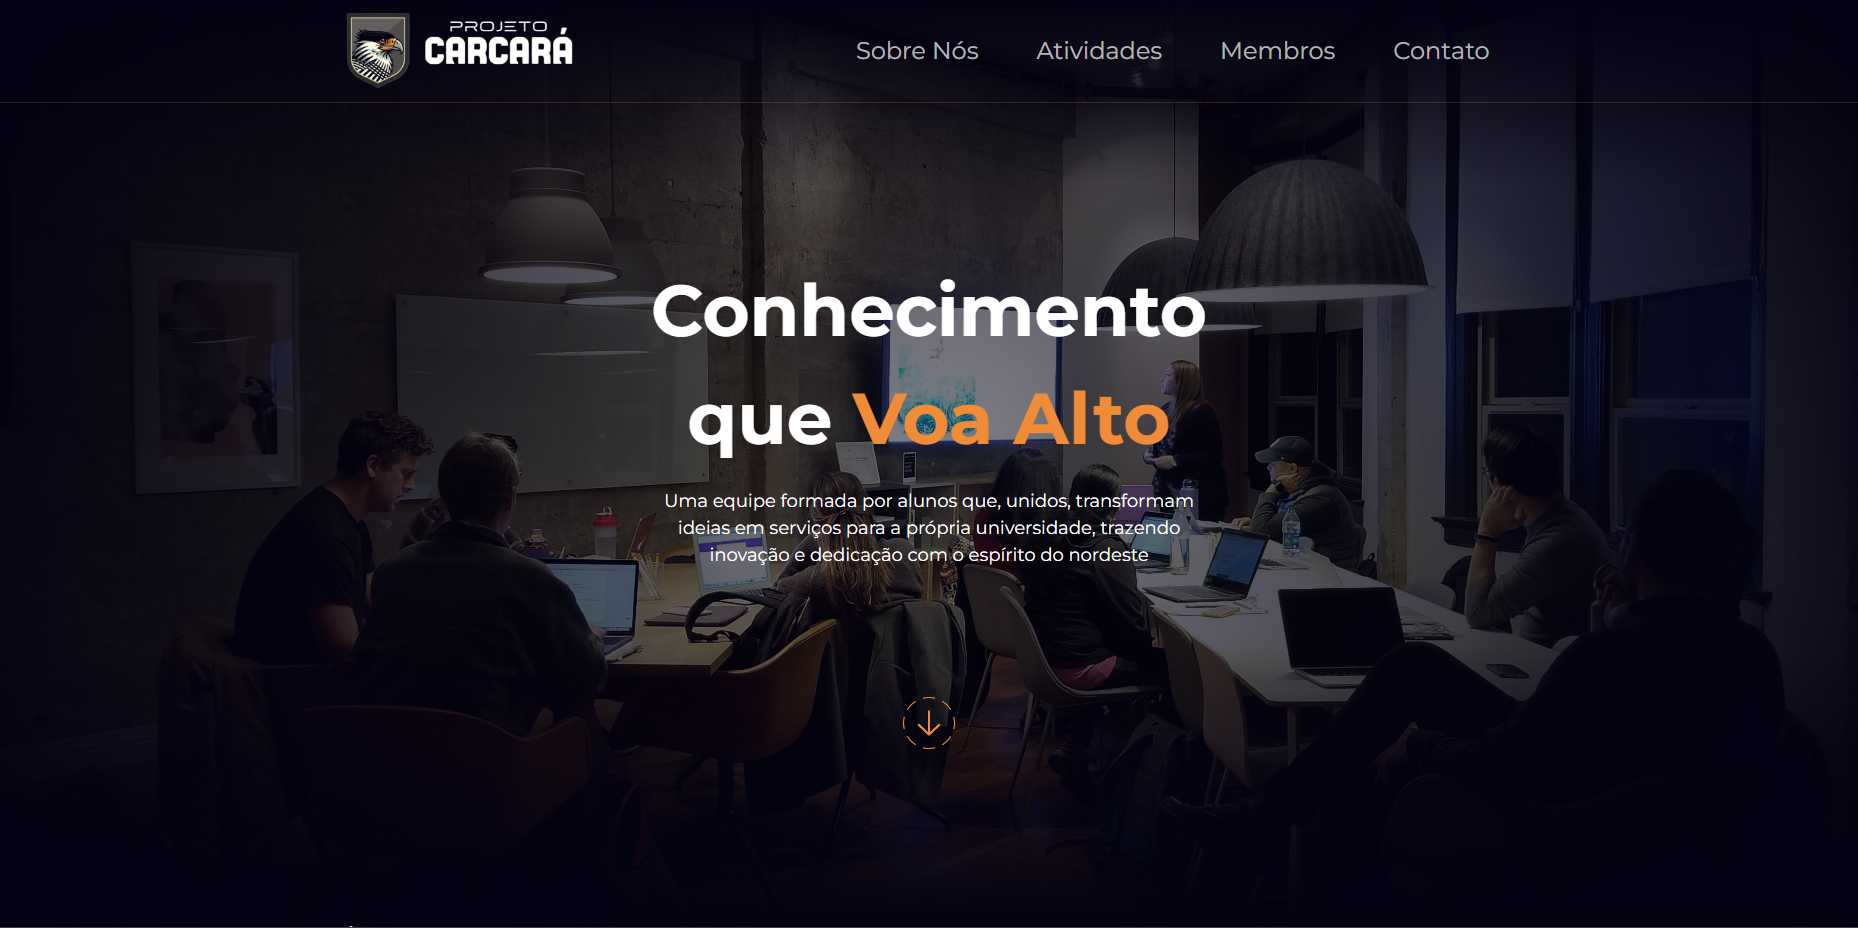 PROJETO
CARCARÁ
Sobre Nós
Atividades
Membros
Contato
Conhecimento
que Voa Alto
Uma equipe formada por alunos que, unidos, transformam
ideias em serviços para a própria universidade, trazendo
inovação e dedicação com o espírito do nordeste